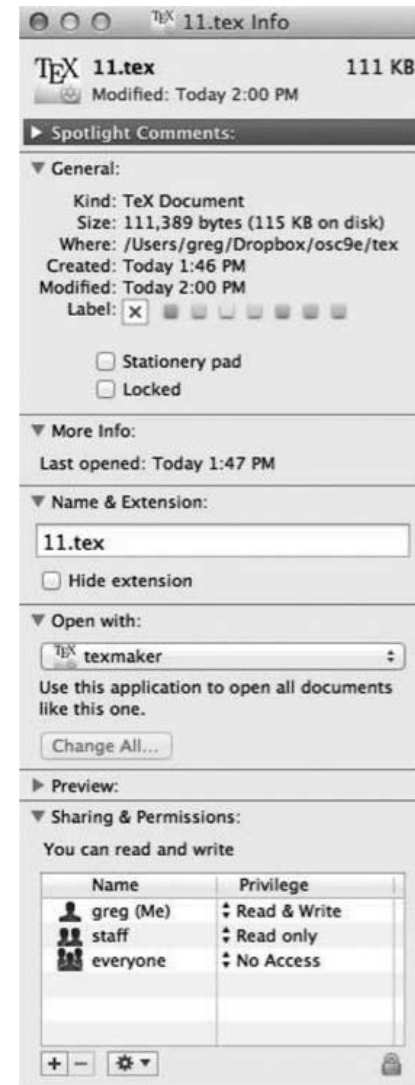 TEX 11.tex Info
TEX 11.tex 111 KB
Modified: Today 2:00 PM
Spotlight Comments:
General:
Kind: TeX Document
Size: 111,389 bytes (115 KB on disk)
Where: /Users/greg/Dropbox/osc9e/tex
Created: Today 1:46 PM
Modified: Today 2:00 PM
Label:
Stationery pad
Locked
More Info:
Last opened: Today 1:47 PM
Name & Extension:
11.tex
Hide extension
Open with:
TEX texmaker
Use this application to open all documents
like this one.
Change All...
Preview:
Sharing & Permissions:
You can read and write
Name Privilege
greg (Me) Read & Write
staff Read only
everyone No Access